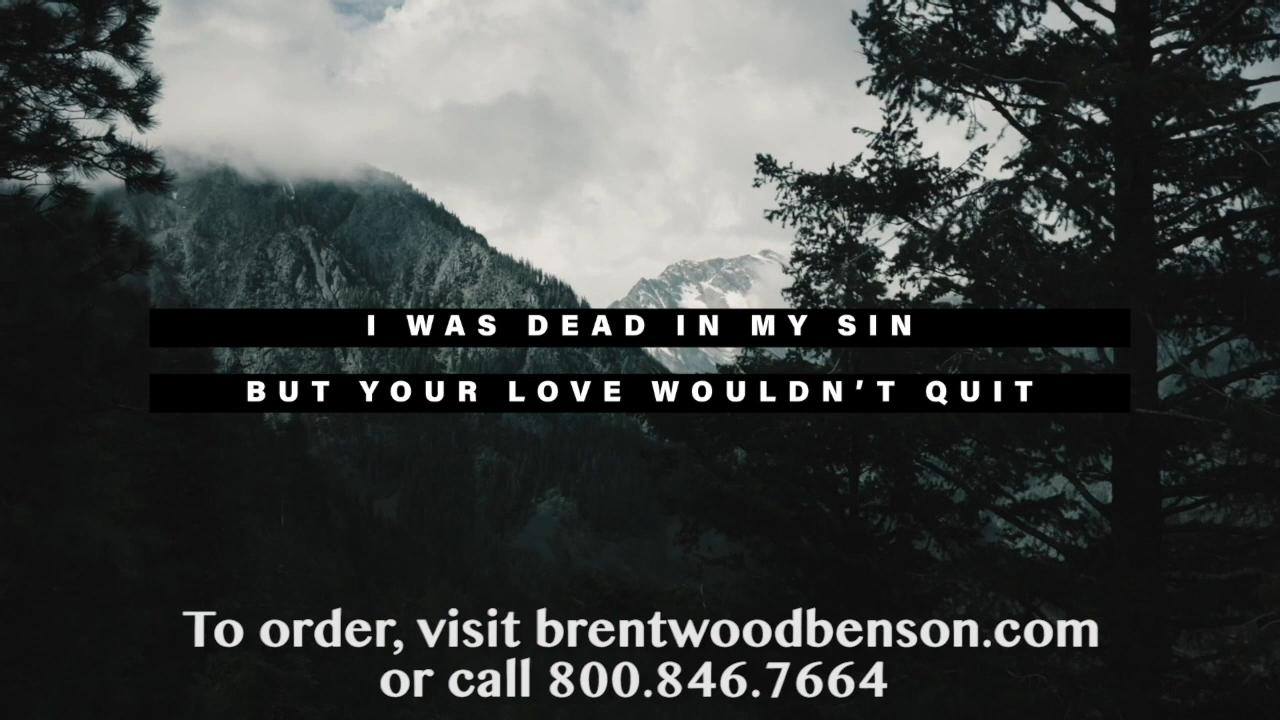 I WAS DEAD IN MY SIN
BUT YOUR LOVE WOULDN'T QUIT
To order, visit brentwoodbenson.com
or call 800.846.7664